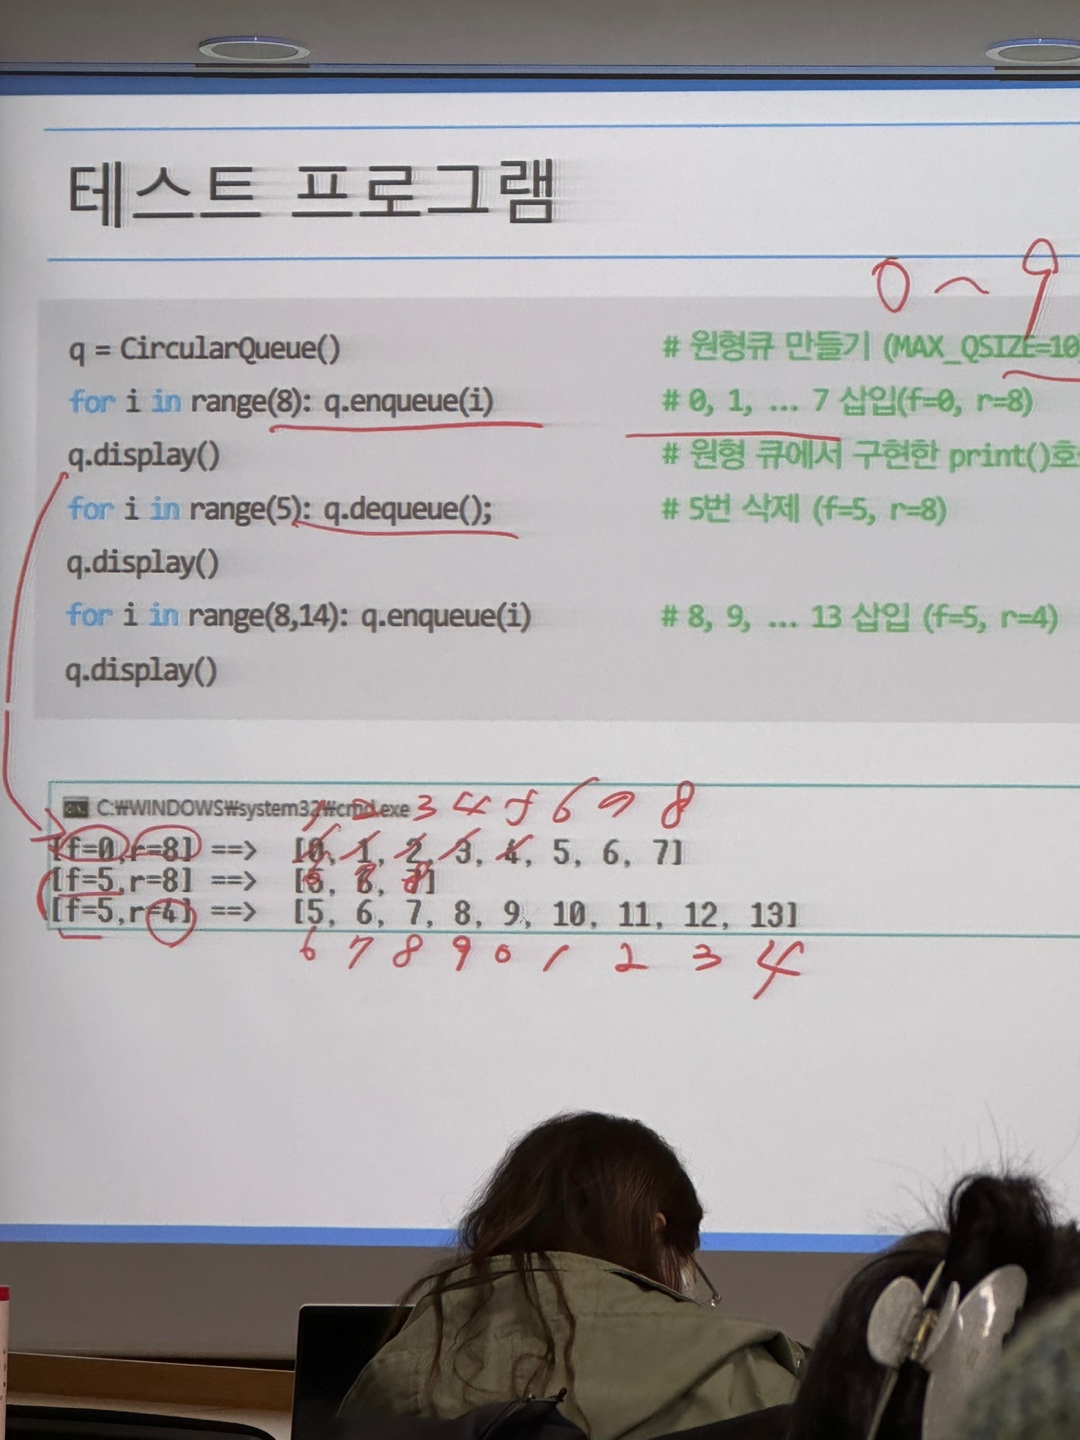 테스트 프로그램
0 ~ 9
q = CircularQueue() # 원형큐 만들기 (MAX_QSIZE=10
for i in range(8): q.enqueue(i) # 0, 1, ... 7 삽입(f=0, r=8)
q.display() # 원형 큐에서 구현한 print()호
for i in range(5): q.dequeue(); # 5번 삭제 (f=5, r=8)
q.display()
for i in range(8,14): q.enqueue(i) # 8, 9, ... 13 삽입 (f=5, r=4)
q.display()
C:₩WINDOWS₩system32₩cmd.exe
1 2 3 4 5 6 7 8
[f=0,r=8] ==> [0, 1, 2, 3, 4, 5, 6, 7]
[f=5,r=8] ==> [5, 6, 7]
[f=5,r=4] ==> [5, 6, 7, 8, 9, 10, 11, 12, 13]
6 7 8 9 0 1 2 3 4